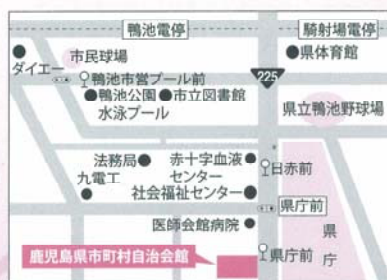 鴨池電停
騎射場電停
市民球場
ダイエー
鴨池市営プール前
225
県体育館
鴨池公園
水泳プール
市立図書館
県立鴨池野球場
法務局
九電工
赤十字血液
センター
日赤前
社会福祉センター
県庁前
医師会館病院
県庁
鹿児島県市町村自治会館
県庁前